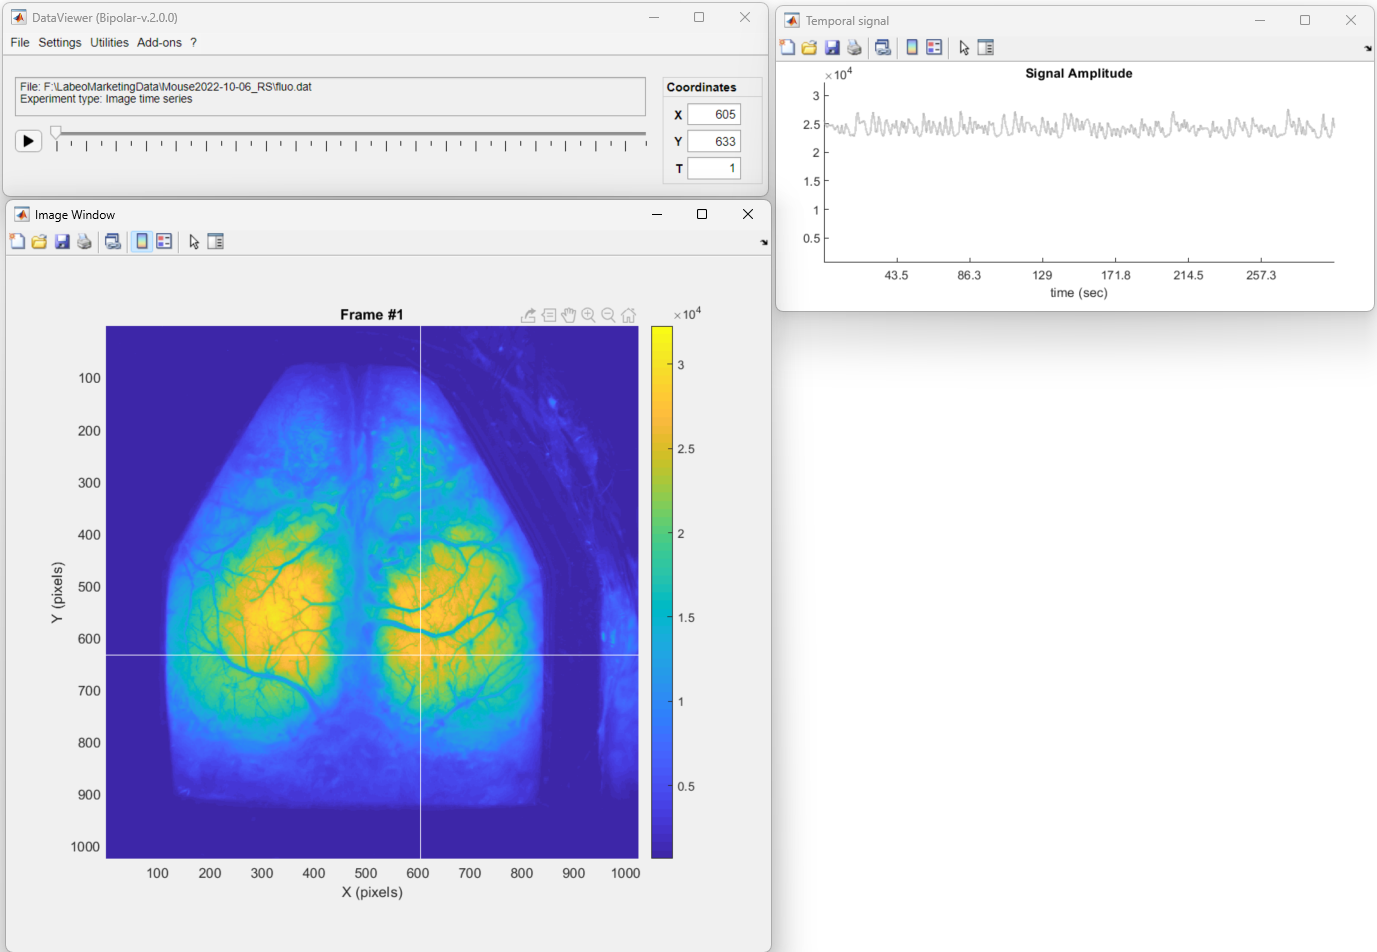 DataViewer (Bipolar-v.2.0.0)
File Settings Utilities Add-ons ?
File: F:\LabeoMarketingData\Mouse2022-10-06_RS\fluo.dat
Experiment type: Image time series
Coordinates
X 605
Y 633
T 1
Temporal signal
Signal Amplitude
×10^4
3
2.5
2
1.5
1
0.5
43.5 86.3 129 171.8 214.5 257.3
time (sec)
Image Window
Frame #1
×10^4
100
200
300
400
500
600
700
800
900
1000
Y (pixels)
100 200 300 400 500 600 700 800 900 1000
X (pixels)
3
2.5
2
1.5
1
0.5